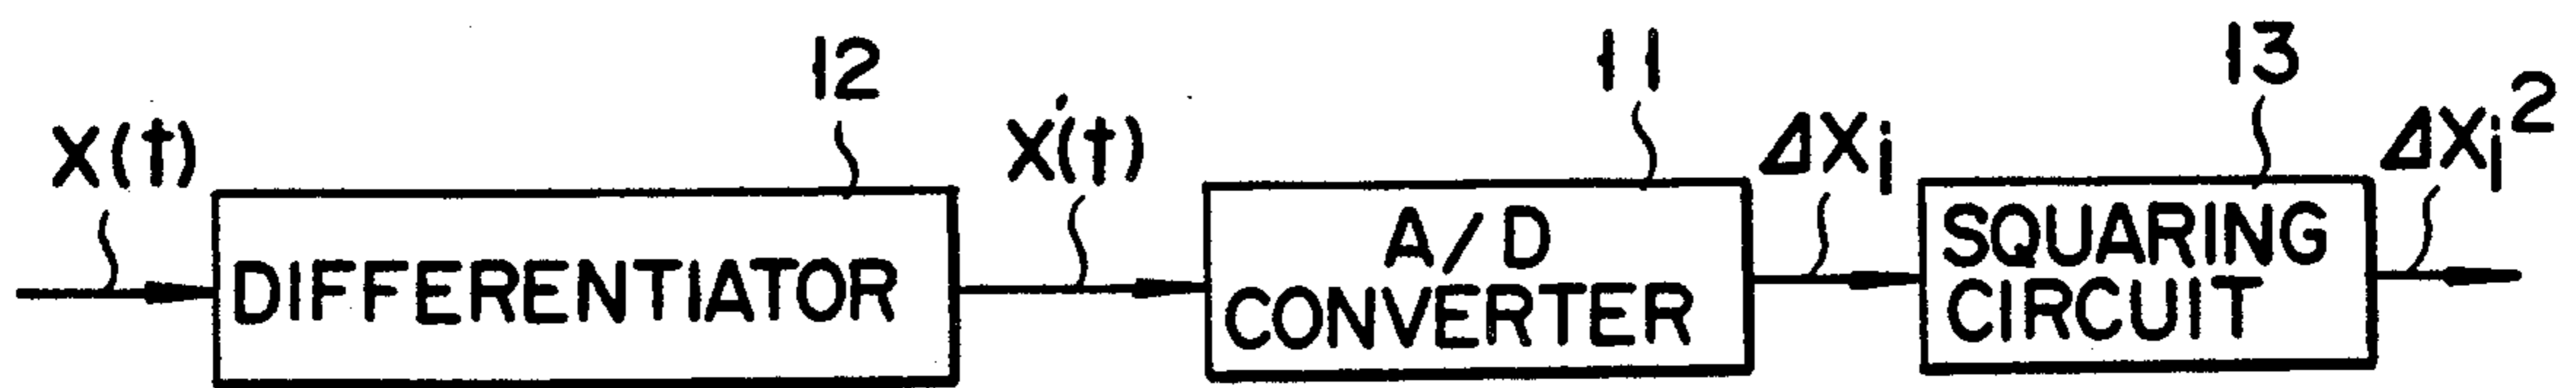 12
11
13
X(t)
Ẋ(t)
ΔXi
ΔXi²
DIFFERENTIATOR
A/D
CONVERTER
SQUARING
CIRCUIT